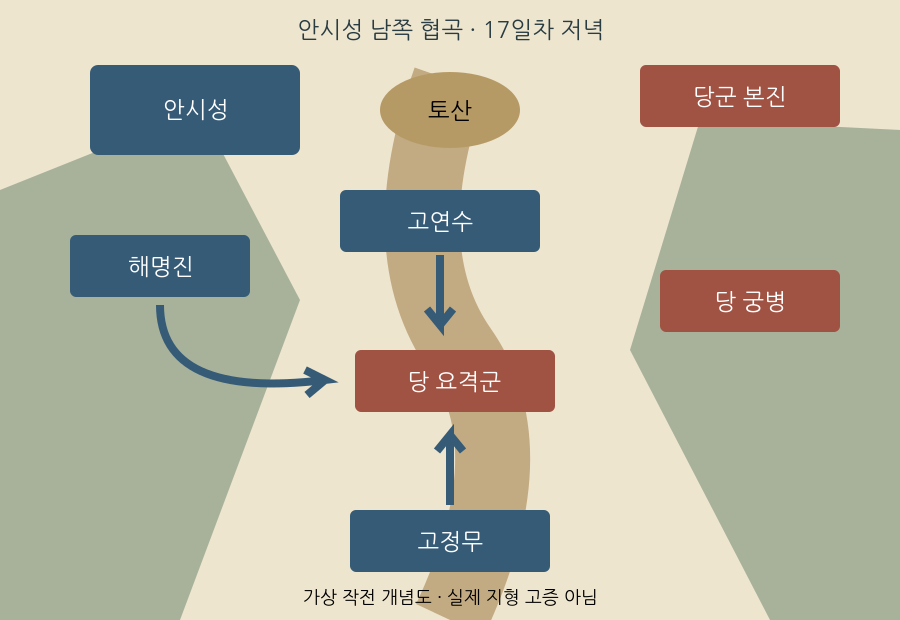 안시성 남쪽 협곡 · 17일차 저녁
안시성
토산
당군 본진
고연수
해명진
당 궁병
당 요격군
고정무
가상 작전 개념도 · 실제 지형 고증 아님